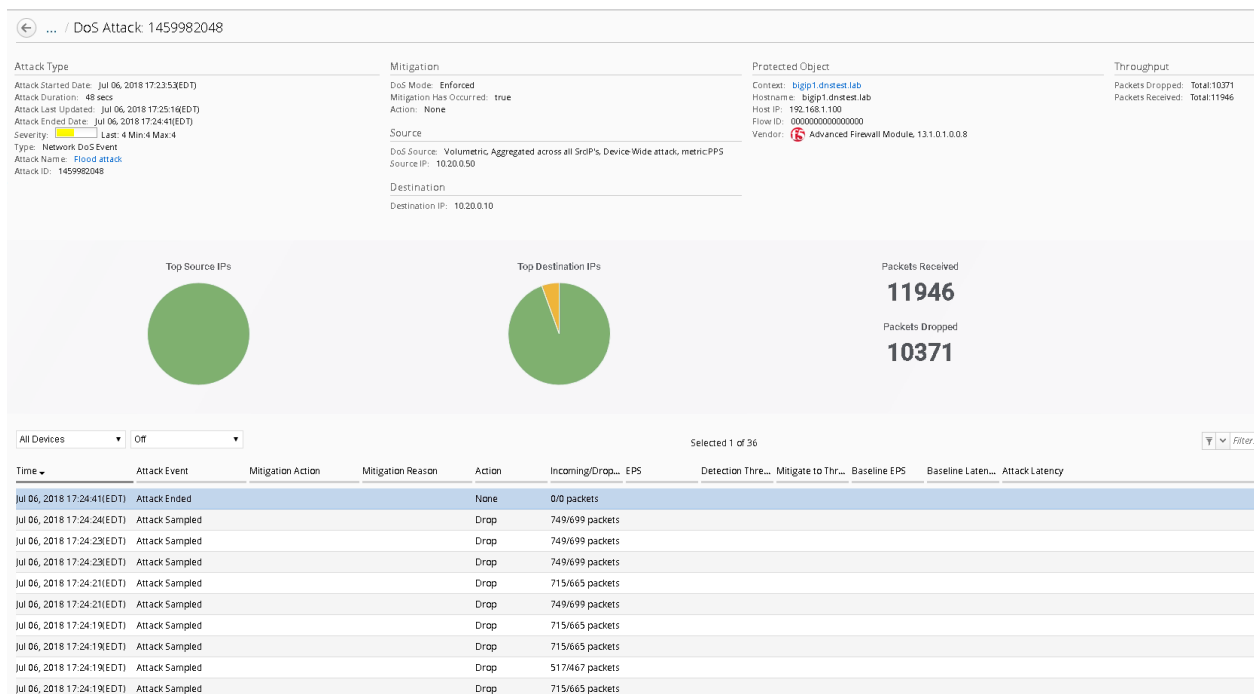 ... / DoS Attack: 1459982048
Attack Type
Attack Started Date: Jul 06, 2018 17:23:53(EDT)
Attack Duration: 48 secs
Attack Last Updated: Jul 06, 2018 17:25:16(EDT)
Attack Ended Date: Jul 06, 2018 17:24:41(EDT)
Severity: Last: 4 Min:4 Max:4
Type: Network DoS Event
Attack Name: Flood attack
Attack ID: 1459982048
Mitigation
DoS Mode: Enforced
Mitigation Has Occurred: true
Action: None
Source
DoS Source: Volumetric, Aggregated across all SrcIP's, Device-Wide attack, metric:PPS
Source IP: 10.20.0.50
Destination
Destination IP: 10.20.0.10
Protected Object
Context: bigip1.dnstest.lab
Hostname: bigip1.dnstest.lab
Host IP: 192.168.1.100
Flow ID: 0000000000000000
Vendor: Advanced Firewall Module, 13.1.0.1.0.0.8
Throughput
Packets Dropped: Total:10371
Packets Received: Total:11946
Top Source IPs
Top Destination IPs
Packets Received
11946
Packets Dropped
10371
All Devices Off Selected 1 of 36 Filter
Time Attack Event Mitigation Action Mitigation Reason Action Incoming/Drop... EPS Detection Thre... Mitigate to Thr... Baseline EPS Baseline Laten... Attack Latency
Jul 06, 2018 17:24:41(EDT) Attack Ended None 0/0 packets
Jul 06, 2018 17:24:24(EDT) Attack Sampled Drop 749/699 packets
Jul 06, 2018 17:24:23(EDT) Attack Sampled Drop 749/699 packets
Jul 06, 2018 17:24:23(EDT) Attack Sampled Drop 749/699 packets
Jul 06, 2018 17:24:21(EDT) Attack Sampled Drop 715/665 packets
Jul 06, 2018 17:24:21(EDT) Attack Sampled Drop 749/699 packets
Jul 06, 2018 17:24:19(EDT) Attack Sampled Drop 715/665 packets
Jul 06, 2018 17:24:19(EDT) Attack Sampled Drop 715/665 packets
Jul 06, 2018 17:24:19(EDT) Attack Sampled Drop 517/467 packets
Jul 06, 2018 17:24:19(EDT) Attack Sampled Drop 715/665 packets